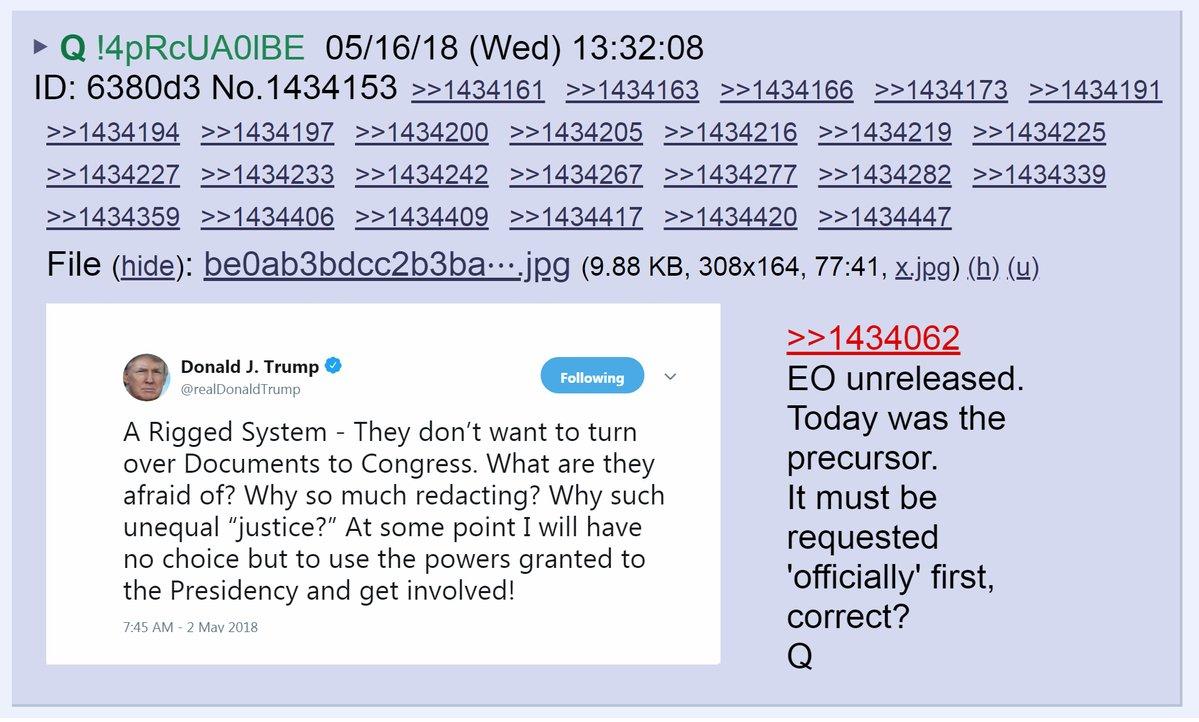 ▶ Q !4pRcUA0lBE 05/16/18 (Wed) 13:32:08
ID: 6380d3 No.1434153 >>1434161 >>1434163 >>1434166 >>1434173 >>1434191
>>1434194 >>1434197 >>1434200 >>1434205 >>1434216 >>1434219 >>1434225
>>1434227 >>1434233 >>1434242 >>1434267 >>1434277 >>1434282 >>1434339
>>1434359 >>1434406 >>1434409 >>1434417 >>1434420 >>1434447
File (hide): be0ab3bdcc2b3ba⋯.jpg (9.88 KB, 308x164, 77:41, x.jpg) (h) (u)
Donald J. Trump
@realDonaldTrump
Following
A Rigged System - They don’t want to turn
over Documents to Congress. What are they
afraid of? Why so much redacting? Why such
unequal “justice?” At some point I will have
no choice but to use the powers granted to
the Presidency and get involved!
7:45 AM - 2 May 2018
>>1434062
EO unreleased.
Today was the
precursor.
It must be
requested
'officially' first,
correct?
Q